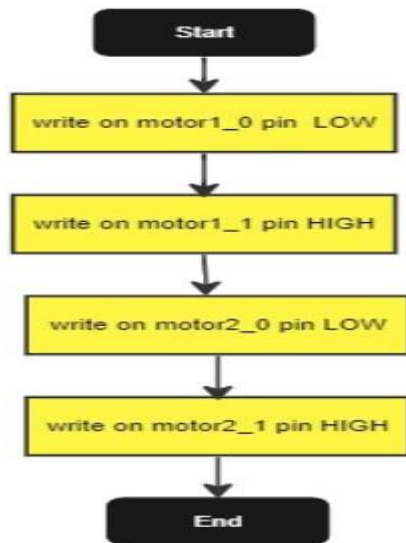 Start
write on motor1_0 pin LOW
write on motor1_1 pin HIGH
write on motor2_0 pin LOW
write on motor2_1 pin HIGH
End